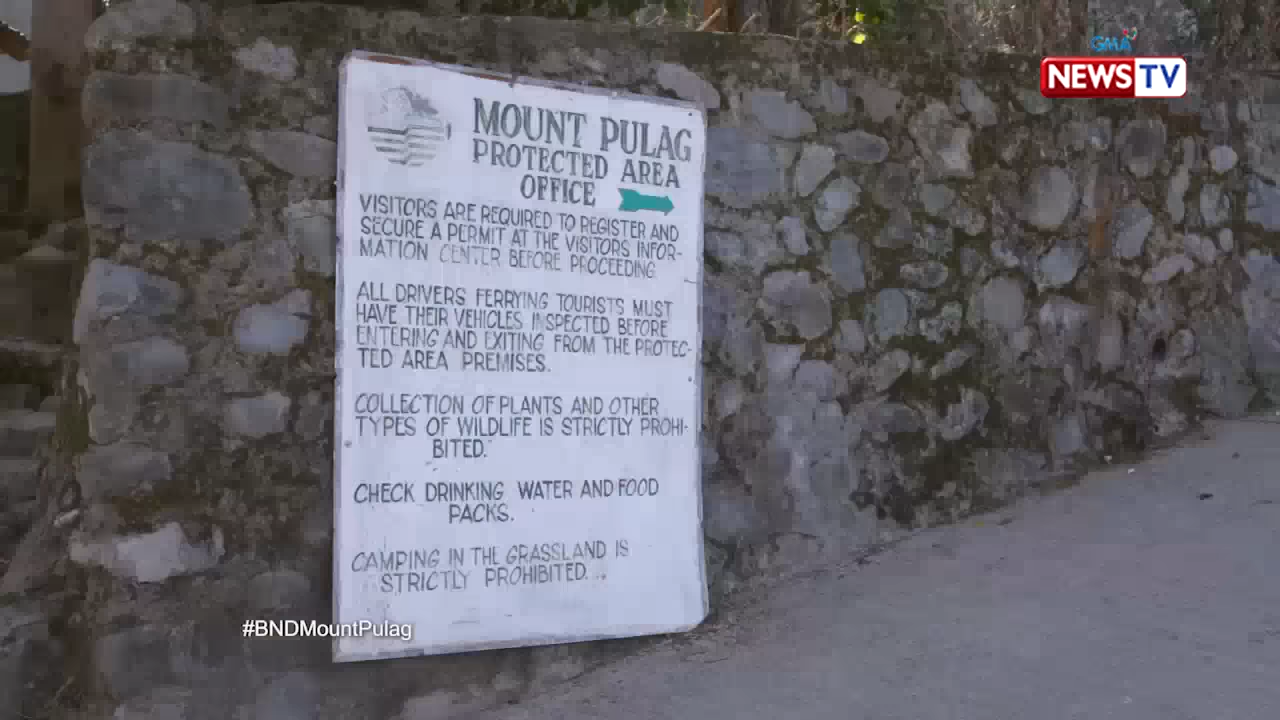 GMA
NEWS TV
MOUNT PULAG
PROTECTED AREA
OFFICE
VISITORS ARE REQUIRED TO REGISTER AND
SECURE A PERMIT AT THE VISITORS INFOR-
MATION CENTER BEFORE PROCEEDING
ALL DRIVERS FERRYING TOURISTS MUST
HAVE THEIR VEHICLES INSPECTED BEFORE
ENTERING AND EXITING FROM THE PROTEC-
TED AREA PREMISES.
COLLECTION OF PLANTS AND OTHER
TYPES OF WILDLIFE IS STRICTLY PROHI-
BITED.
CHECK DRINKING WATER AND FOOD
PACKS.
CAMPING IN THE GRASSLAND IS
STRICTLY PROHIBITED...
#BNDMountPulag